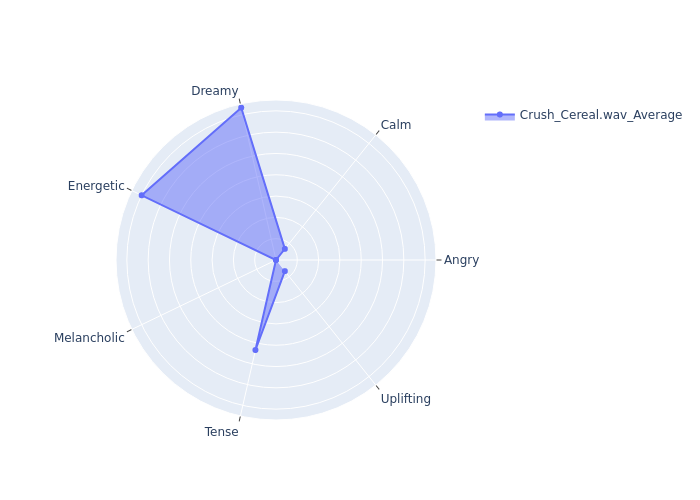 Dreamy
Crush_Cereal.wav_Average
Calm
Energetic
Angry
Melancholic
Uplifting
Tense